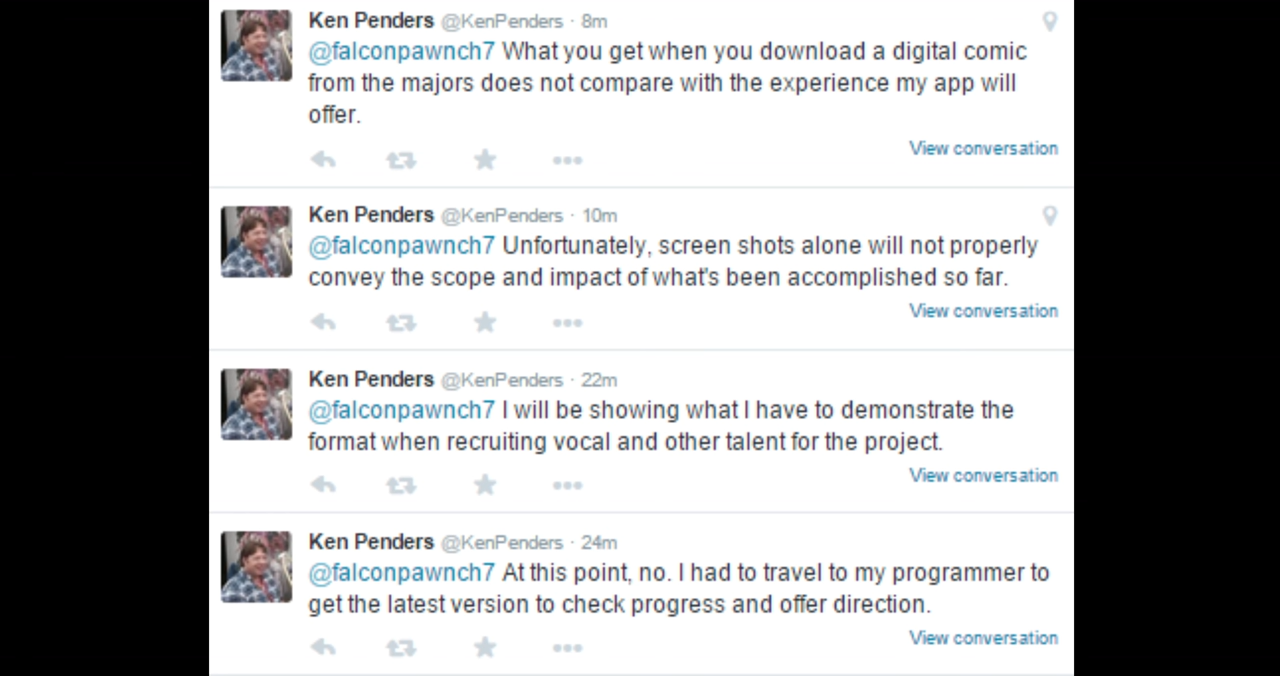 Ken Penders @KenPenders · 8m
@falconpawnch7 What you get when you download a digital comic
from the majors does not compare with the experience my app will
offer.
View conversation
Ken Penders @KenPenders · 10m
@falconpawnch7 Unfortunately, screen shots alone will not properly
convey the scope and impact of what's been accomplished so far.
View conversation
Ken Penders @KenPenders · 22m
@falconpawnch7 I will be showing what I have to demonstrate the
format when recruiting vocal and other talent for the project.
View conversation
Ken Penders @KenPenders · 24m
@falconpawnch7 At this point, no. I had to travel to my programmer to
get the latest version to check progress and offer direction.
View conversation